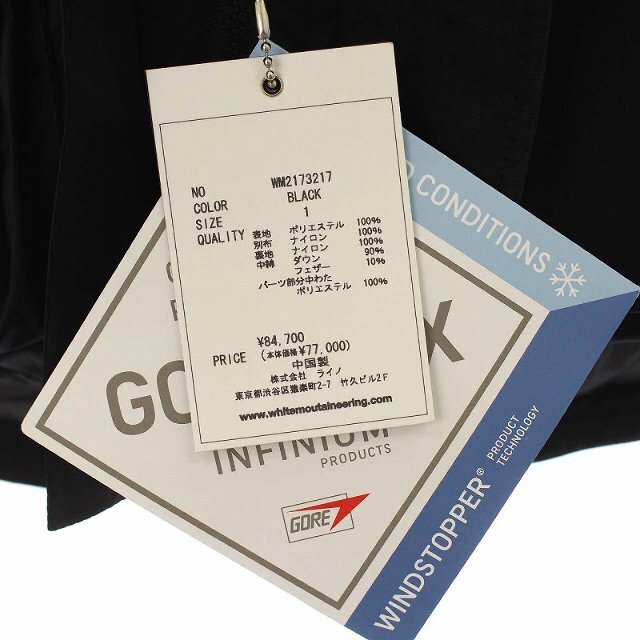 NO WM2173217
COLOR BLACK
SIZE 1
QUALITY 表地 ポリエステル 100%
別布 ナイロン 100%
裏地 ナイロン 100%
中綿 ダウン 90%
フェザー 10%
パーツ部分中わた
ポリエステル 100%
¥84,700
PRICE (本体価格¥77,000)
中国製
株式会社 ライノ
東京都渋谷区鶯楽町2-7 竹久ビル2F
www.whitemoutaineering.com
CONDITIONS
GO X
INFINIUM
PRODUCTS
GORE
WINDSTOPPER®
PRODUCT
TECHNOLOGY